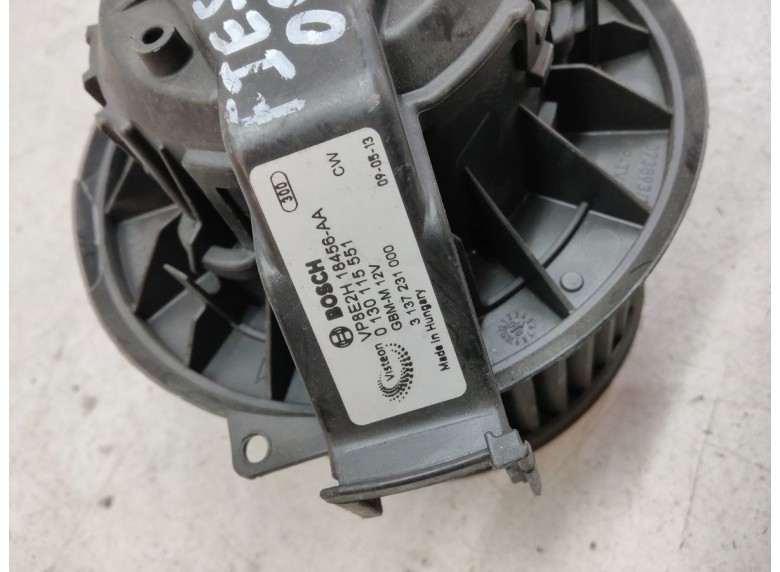 FIES
0
300
CW
09-05-13
BOSCH
VP8E2H 18456-AA
0 130 115 551
GBM-M 12V
3 137 231 000
Made in Hungary
Visteon